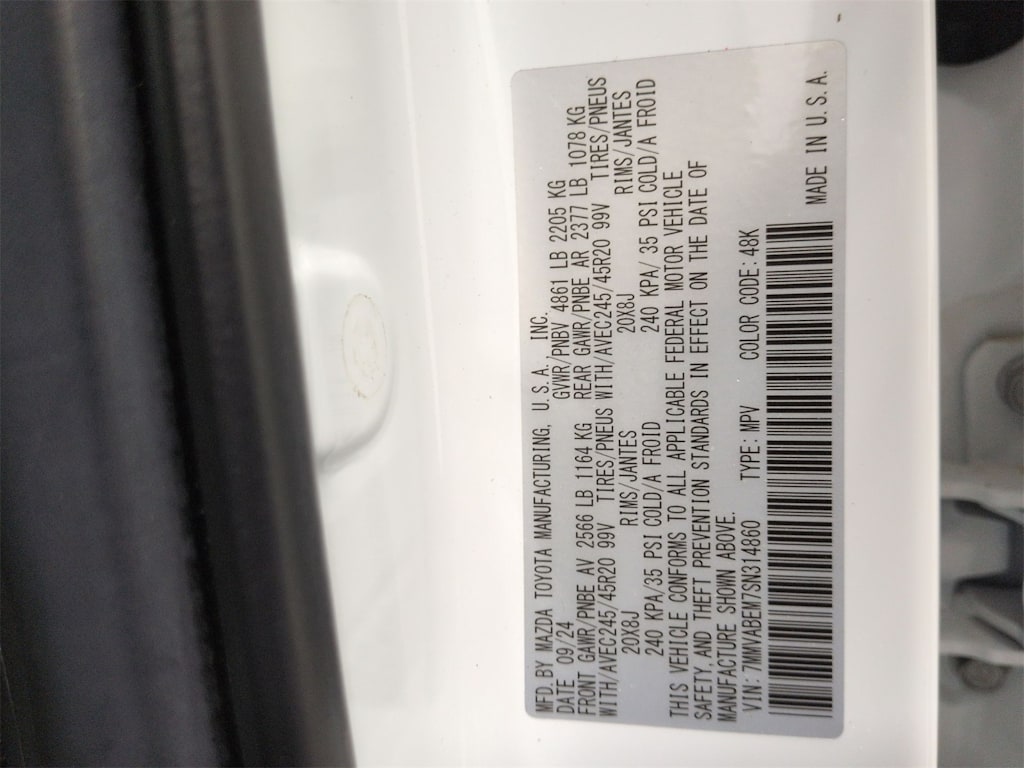 MFD. BY MAZDA TOYOTA MANUFACTURING, U.S.A., INC.
DATE 09/24 GVWR/PNBV 4861 LB 2205 KG
FRONT GAWR/PNBE AV 2566 LB 1164 KG REAR GAWR/PNBE AR 2377 LB 1078 KG
WITH/AVEC245/45R20 99V TIRES/PNEUS WITH/AVEC245/45R20 99V TIRES/PNEUS
20X8J RIMS/JANTES 20X8J RIMS/JANTES
240 KPA/35 PSI COLD/A FROID 240 KPA/ 35 PSI COLD/A FROID
THIS VEHICLE CONFORMS TO ALL APPLICABLE FEDERAL MOTOR VEHICLE
SAFETY, AND THEFT PREVENTION STANDARDS IN EFFECT ON THE DATE OF
MANUFACTURE SHOWN ABOVE.
VIN: 7MMVABEM7SN314860 TYPE: MPV COLOR CODE: 48K
MADE IN U.S.A.